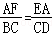 AF/BC = EA/CD